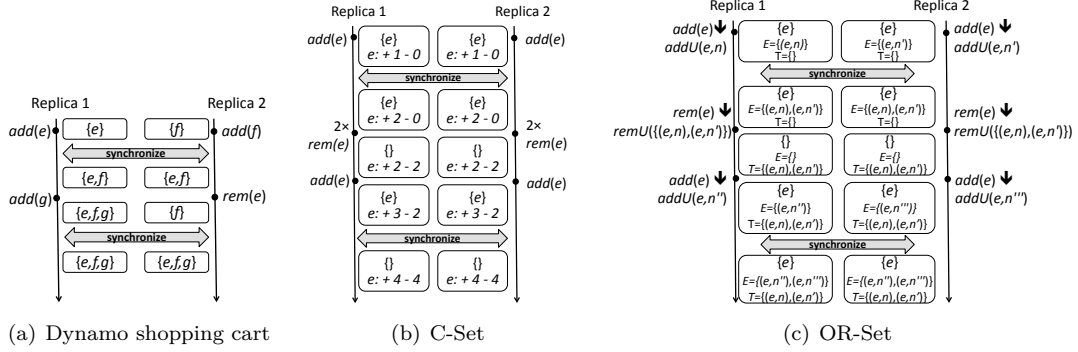 Replica 1
Replica 2
add(e)
add(f)
{e}
{f}
synchronize
{e,f}
{e,f}
add(g)
rem(e)
{e,f,g}
{f}
synchronize
{e,f,g}
{e,f,g}
(a) Dynamo shopping cart
Replica 1
Replica 2
add(e)
add(e)
{e}
e: + 1 - 0
{e}
e: + 1 - 0
synchronize
{e}
e: + 2 - 0
{e}
e: + 2 - 0
2×
rem(e)
2×
rem(e)
{}
e: + 2 - 2
{}
e: + 2 - 2
add(e)
add(e)
{e}
e: + 3 - 2
{e}
e: + 3 - 2
synchronize
{}
e: + 4 - 4
{}
e: + 4 - 4
(b) C-Set
Replica 1
Replica 2
add(e) 🡇
addU(e,n)
{e}
E={(e,n)}
T={}
{e}
E={(e,n')}
T={}
add(e) 🡇
addU(e,n')
synchronize
{e}
E={(e,n),(e,n')}
T={}
{e}
E={(e,n),(e,n')}
T={}
rem(e) 🡇
remU({(e,n),(e,n')})
rem(e) 🡇
remU({(e,n),(e,n')})
{}
E={}
T={(e,n),(e,n')}
{}
E={}
T={(e,n),(e,n')}
add(e) 🡇
addU(e,n'')
add(e) 🡇
addU(e,n''')
{e}
E={(e,n'')}
T={(e,n),(e,n')}
{e}
E={(e,n''')}
T={(e,n),(e,n')}
synchronize
{e}
E={(e,n''),(e,n''')}
T={(e,n),(e,n')}
{e}
E={(e,n''),(e,n''')}
T={(e,n),(e,n')}
(c) OR-Set